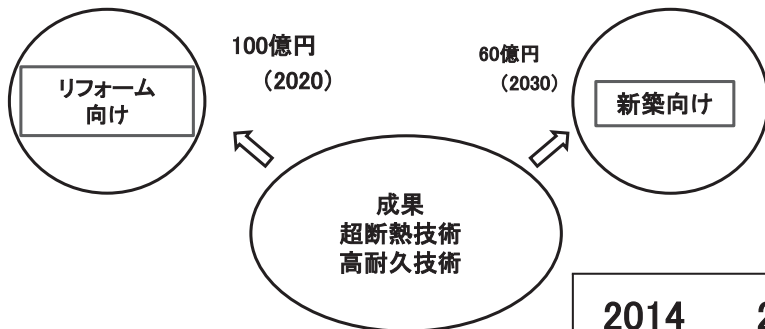 リフォーム
向け
100億円
（2020）
60億円
（2030）
新築向け
成果
超断熱技術
高耐久技術
2014